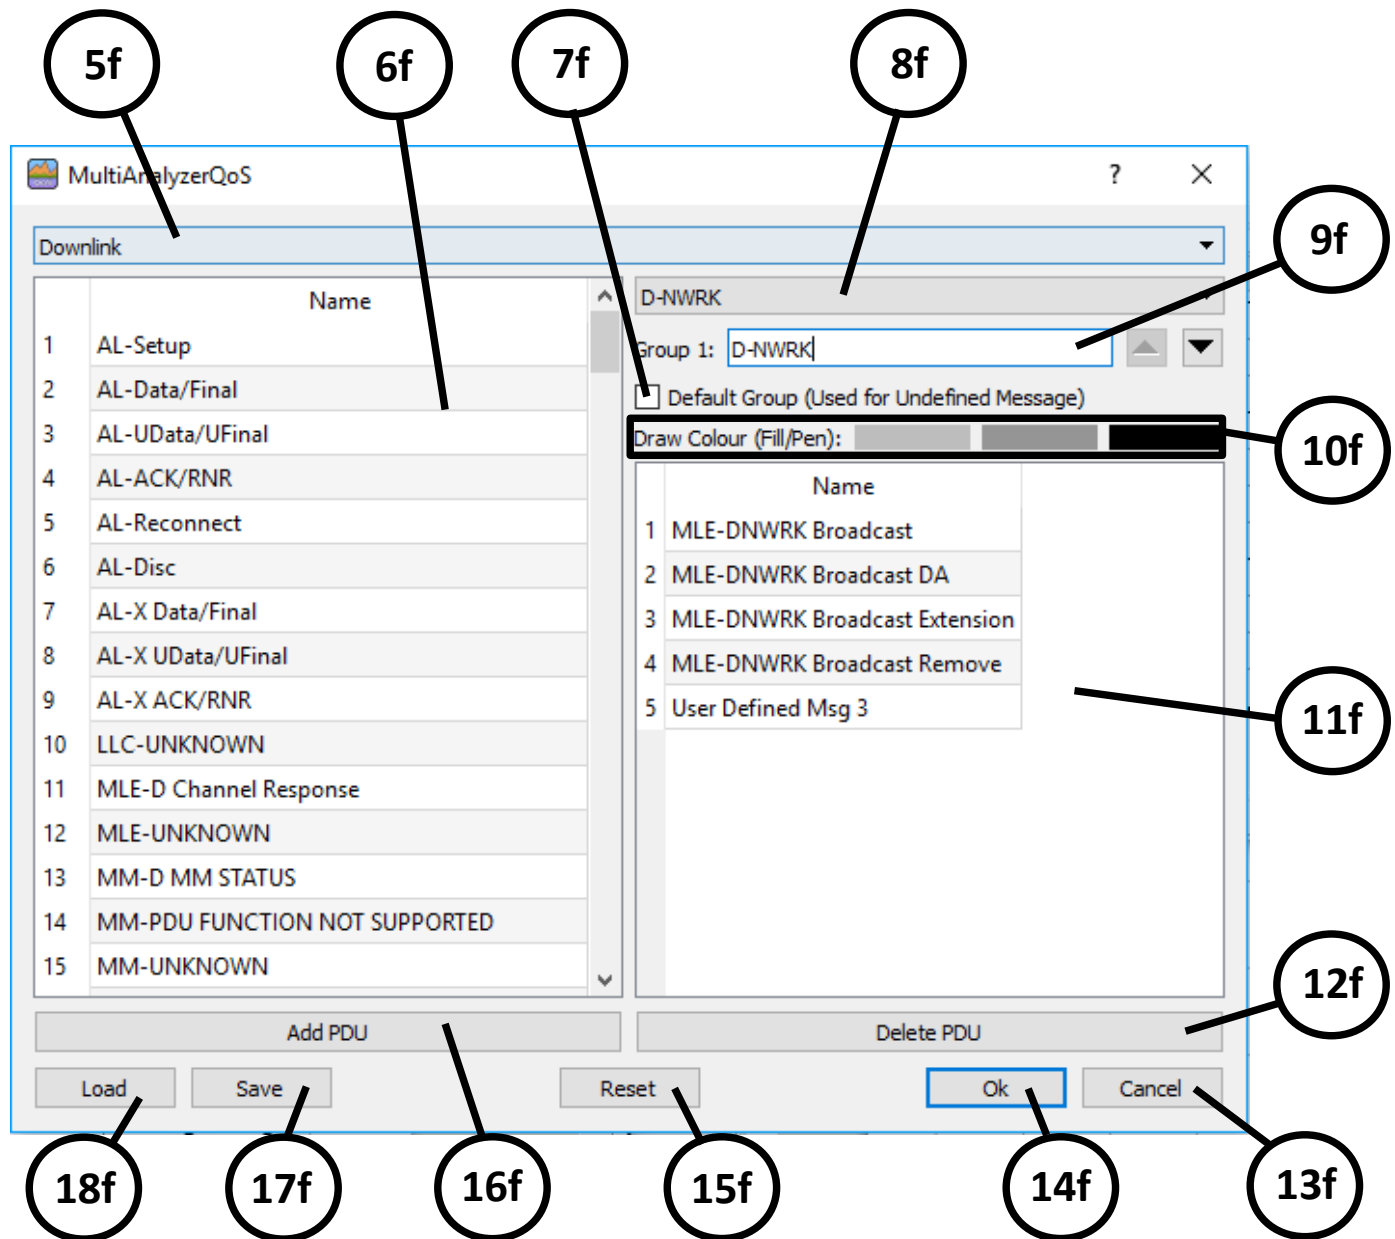 5f
6f
7f
8f
MultiAnalyzerQoS
?
9f
Downlink
Name
D-NWRK
Group 1: D-NWRK
Default Group (Used for Undefined Message)
Draw Colour (Fill/Pen):
10f
1 AL-Setup
2 AL-Data/Final
3 AL-UData/UFinal
4 AL-ACK/RNR
5 AL-Reconnect
6 AL-Disc
7 AL-X Data/Final
8 AL-X UData/UFinal
9 AL-X ACK/RNR
10 LLC-UNKNOWN
11 MLE-D Channel Response
12 MLE-UNKNOWN
13 MM-D MM STATUS
14 MM-PDU FUNCTION NOT SUPPORTED
15 MM-UNKNOWN
Name
1 MLE-DNWRK Broadcast
2 MLE-DNWRK Broadcast DA
3 MLE-DNWRK Broadcast Extension
4 MLE-DNWRK Broadcast Remove
5 User Defined Msg 3
11f
12f
Add PDU
Delete PDU
Load
Save
Reset
Ok
Cancel
18f
17f
16f
15f
14f
13f